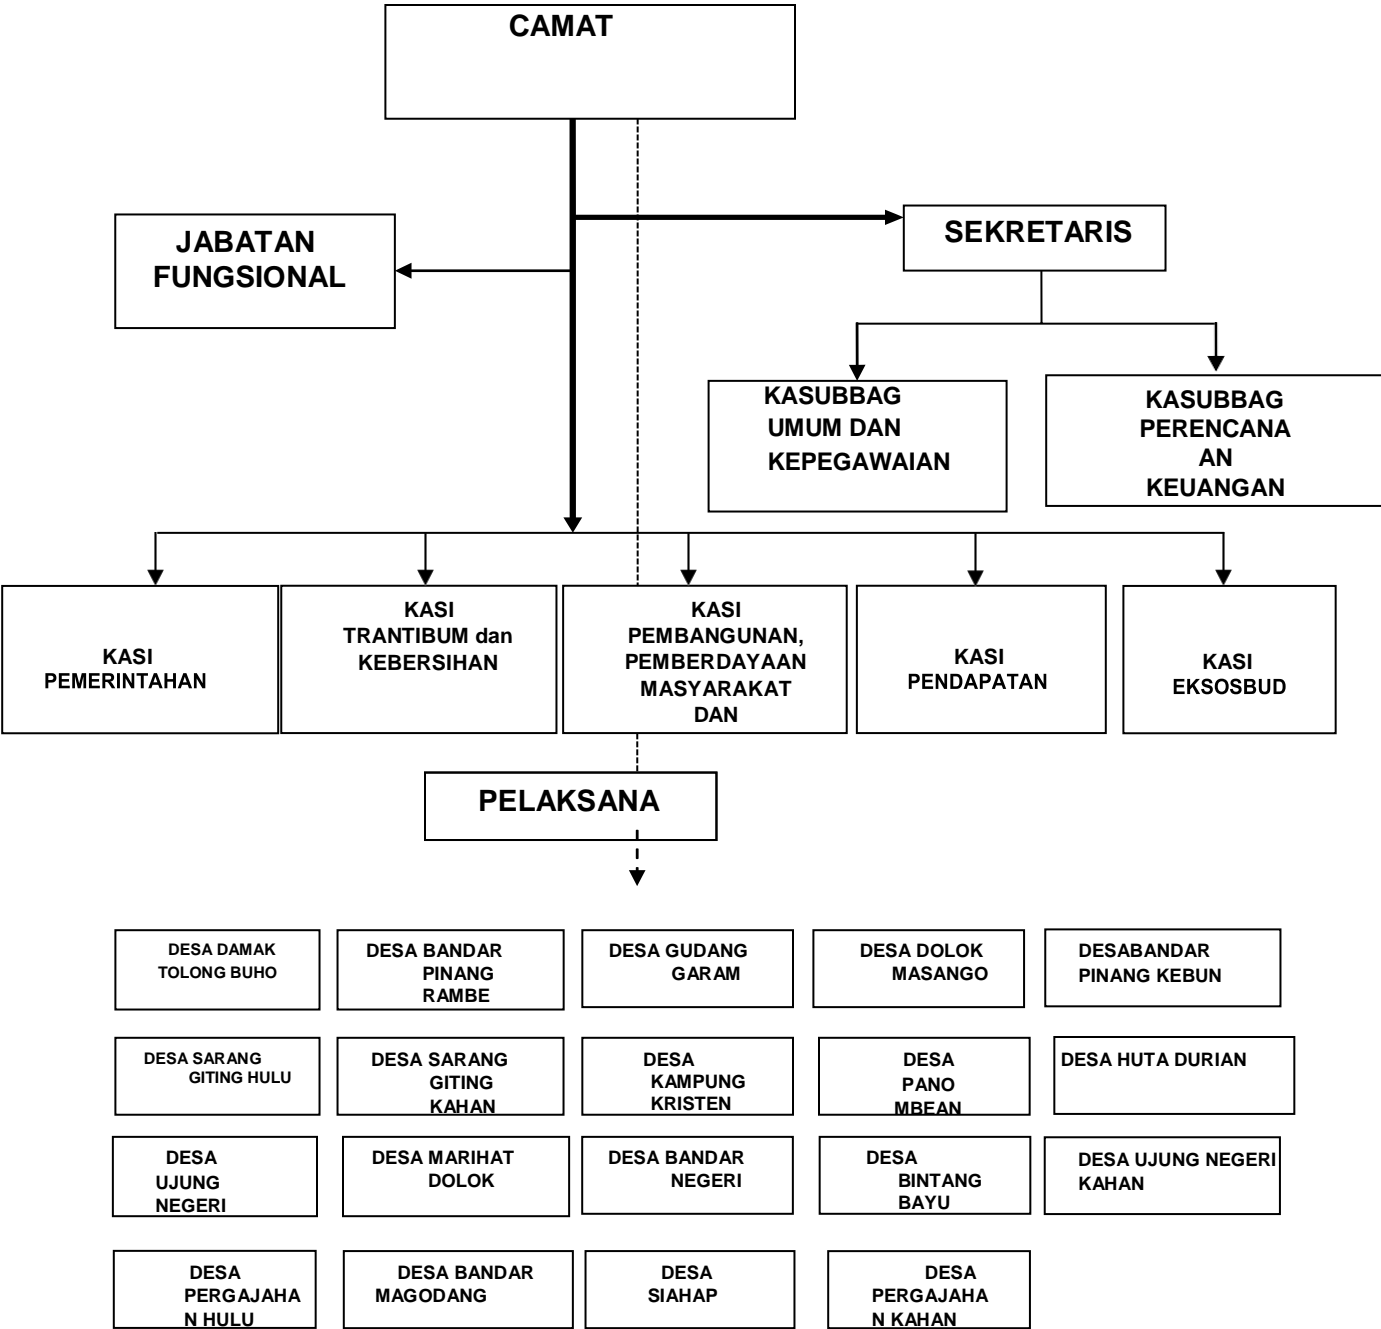 CAMAT
JABATAN
FUNGSIONAL
SEKRETARIS
KASUBBAG
UMUM DAN
KEPEGAWAIAN
KASUBBAG
PERENCANA
AN
KEUANGAN
KASI
PEMERINTAHAN
KASI
TRANTIBUM dan
KEBERSIHAN
KASI
PEMBANGUNAN,
PEMBERDAYAAN
MASYARAKAT
DAN
KASI
PENDAPATAN
KASI
EKSOSBUD
PELAKSANA
DESA DAMAK
TOLONG BUHO
DESA BANDAR
PINANG
RAMBE
DESA GUDANG
GARAM
DESA DOLOK
MASANGO
DESABANDAR
PINANG KEBUN
DESA SARANG
GITING HULU
DESA SARANG
GITING
KAHAN
DESA
KAMPUNG
KRISTEN
DESA
PANO
MBEAN
DESA HUTA DURIAN
DESA
UJUNG
NEGERI
DESA MARIHAT
DOLOK
DESA BANDAR
NEGERI
DESA
BINTANG
BAYU
DESA UJUNG NEGERI
KAHAN
DESA
PERGAJAHA
N HULU
DESA BANDAR
MAGODANG
DESA
SIAHAP
DESA
PERGAJAHA
N KAHAN